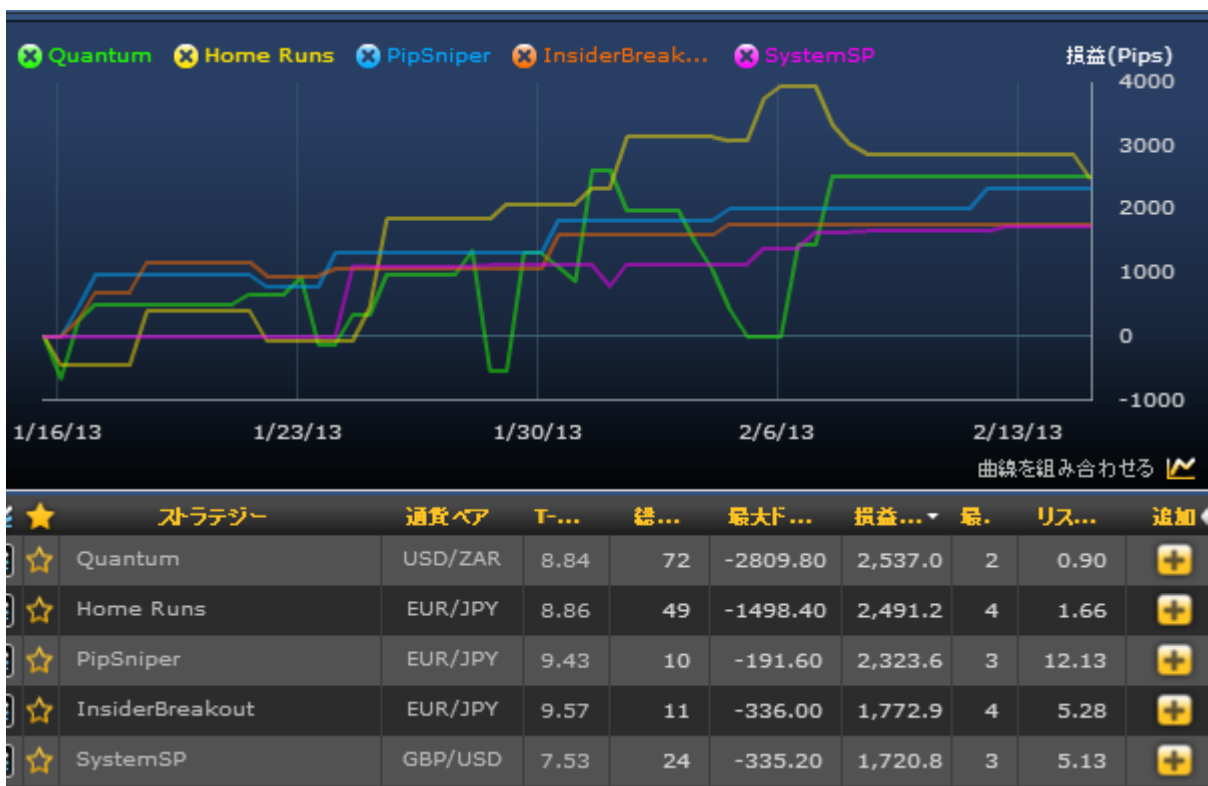 Quantum Home Runs PipSniper InsiderBreak... SystemSP 損益(Pips)
4000
3000
2000
1000
0
-1000
1/16/13 1/23/13 1/30/13 2/6/13 2/13/13
曲線を組み合わせる
ストラテジー 通貨ペア T-... 総... 最大ド... 損益... 最. リス... 追加
Quantum USD/ZAR 8.84 72 -2809.80 2,537.0 2 0.90
Home Runs EUR/JPY 8.86 49 -1498.40 2,491.2 4 1.66
PipSniper EUR/JPY 9.43 10 -191.60 2,323.6 3 12.13
InsiderBreakout EUR/JPY 9.57 11 -336.00 1,772.9 4 5.28
SystemSP GBP/USD 7.53 24 -335.20 1,720.8 3 5.13